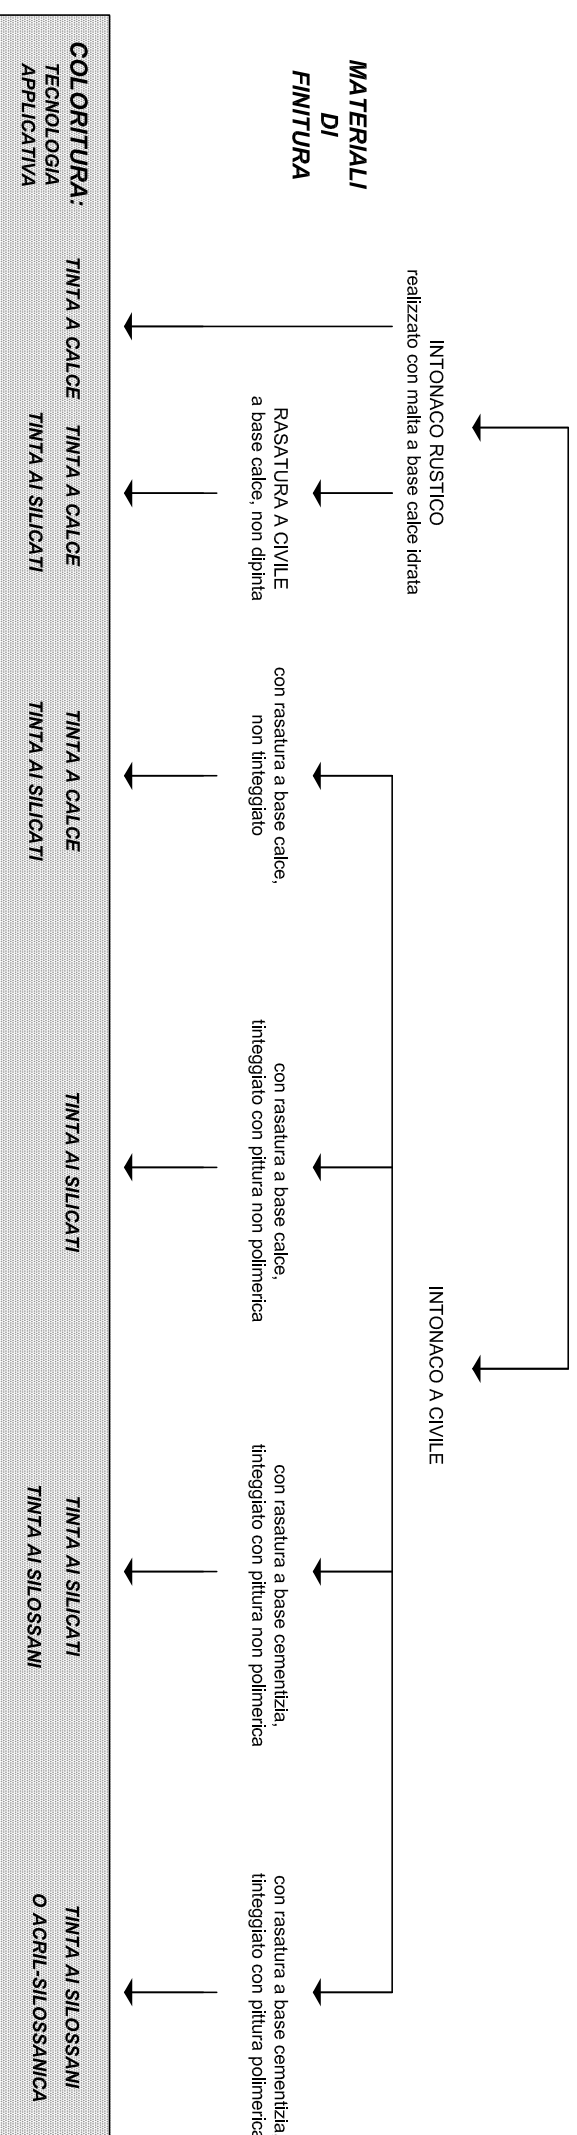 INTONACO RUSTICO
realizzato con malta a base calce idrata
INTONACO A CIVILE
MATERIALI
DI
FINITURA
RASATURA A CIVILE
a base calce, non dipinta
con rasatura a base calce,
non tinteggiato
con rasatura a base calce,
tinteggiato con pittura non polimerica
con rasatura a base cementizia,
tinteggiato con pittura non polimerica
con rasatura a base cementizia
tinteggiato con pittura polimerica
COLORITURA:
TECNOLOGIA
APPLICATIVA
TINTA A CALCE
TINTA A CALCE
TINTA AI SILICATI
TINTA A CALCE
TINTA AI SILICATI
TINTA AI SILICATI
TINTA AI SILICATI
TINTA AI SILOSSANI
TINTA AI SILOSSANI
O ACRIL-SILOSSANICA